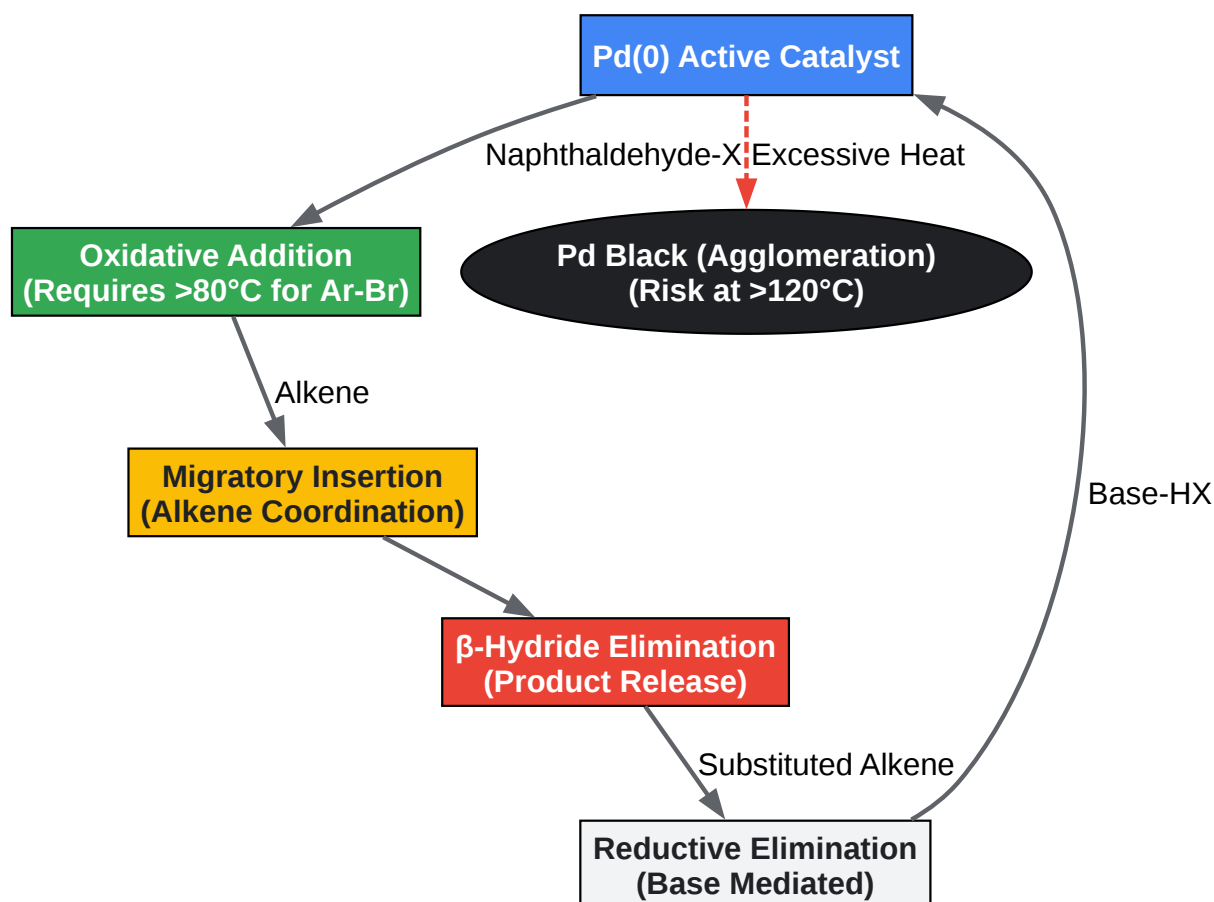 Pd(0) Active Catalyst
Naphthaldehyde-X
Excessive Heat
Oxidative Addition
(Requires >80°C for Ar-Br)
Pd Black (Agglomeration)
(Risk at >120°C)
Alkene
Migratory Insertion
(Alkene Coordination)
Base-HX
β-Hydride Elimination
(Product Release)
Substituted Alkene
Reductive Elimination
(Base Mediated)